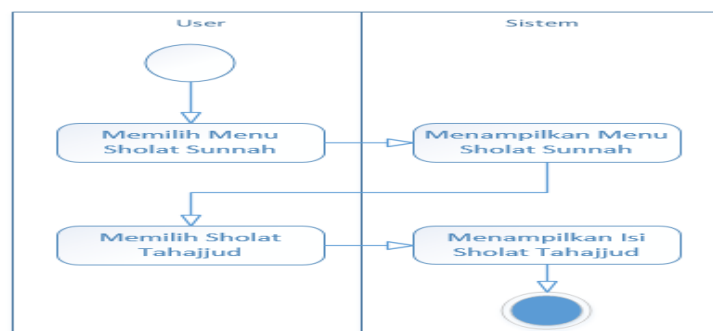 User
Sistem
Memilih Menu
Sholat Sunnah
Menampilkan Menu
Sholat Sunnah
Memilih Sholat
Tahajjud
Menampilkan Isi
Sholat Tahajjud